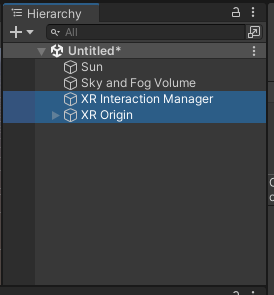 Hierarchy
All
Untitled*
Sun
Sky and Fog Volume
XR Interaction Manager
XR Origin